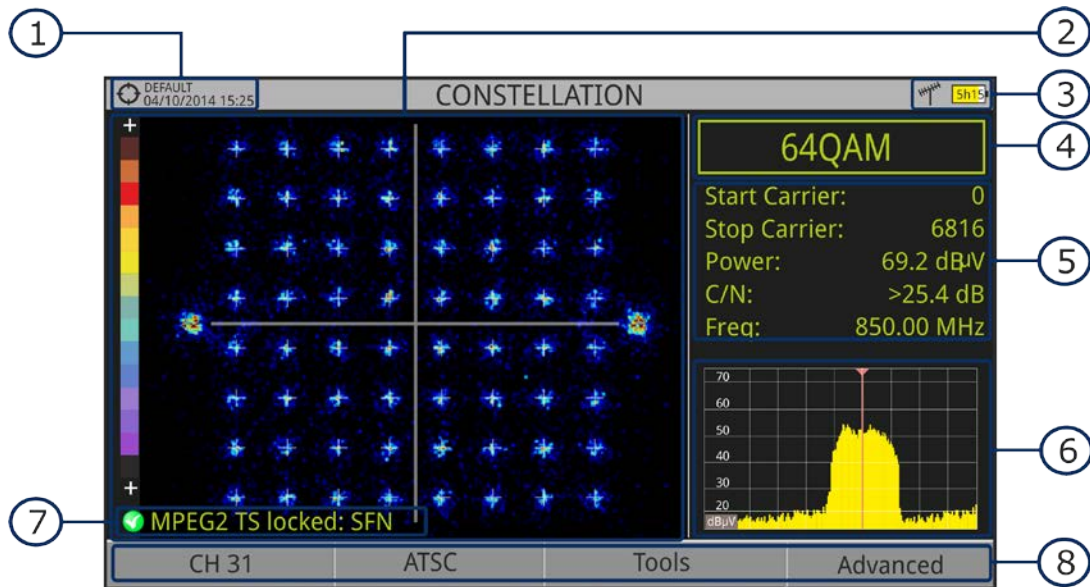 1
2
3
4
5
6
7
8
DEFAULT
04/10/2014 15:25
CONSTELLATION
5h15
+
+
64QAM
Start Carrier: 0
Stop Carrier: 6816
Power: 69.2 dBµV
C/N: >25.4 dB
Freq: 850.00 MHz
70
60
50
40
30
20
dBµV
MPEG2 TS locked: SFN
CH 31 ATSC Tools Advanced